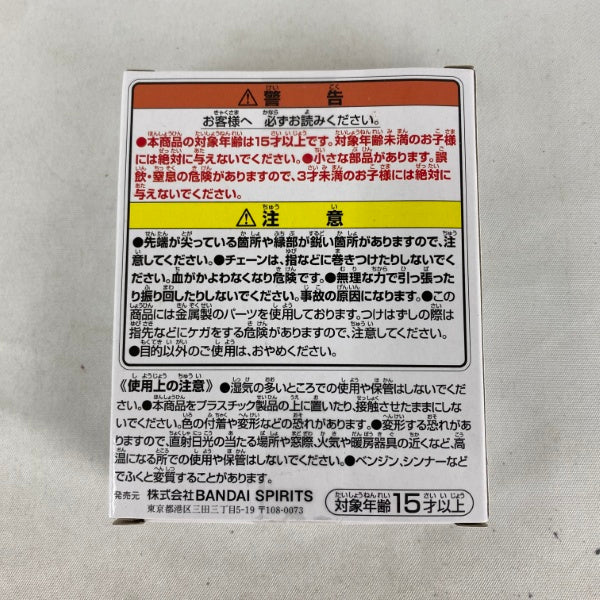 ⚠警告
お客様へ 必ずお読みください。
●本商品の対象年齢は15才以上です。対象年齢未満のお子様
には絶対に与えないでください。●小さな部品があります。誤
飲・窒息の危険がありますので、3才未満のお子様には絶対に
与えないでください。
⚠注意
●先端が尖っている箇所や縁部が鋭い箇所がありますので、注
意してください。●チェーンは、指などに巻きつけたりしないでく
ださい。血がかよわなくなり危険です。●無理な力で引っ張った
り振り回したりしないでください。事故の原因になります。●この
商品には金属製のパーツを使用しております。つけはずしの際は
指先などにケガをする危険がありますので、注意してください。
●目的以外のご使用は、おやめください。
《使用上の注意》●湿気の多いところでの使用や保管はしないでくだ
さい。●本商品をプラスチック製品の上に置いたり、接触させたままにし
ないでください。色の付着や変形などの恐れがあります。●変形する恐れが
ありますので、直射日光の当たる場所や窓際、火気や暖房器具の近くなど、高
温になる所での使用や保管はしないでください。●ベンジン、シンナーなど
でふくと変質することがあります。
発売元 株式会社BANDAI SPIRITS
東京都港区三田三丁目5-19 〒108-0073
対象年齢15才以上